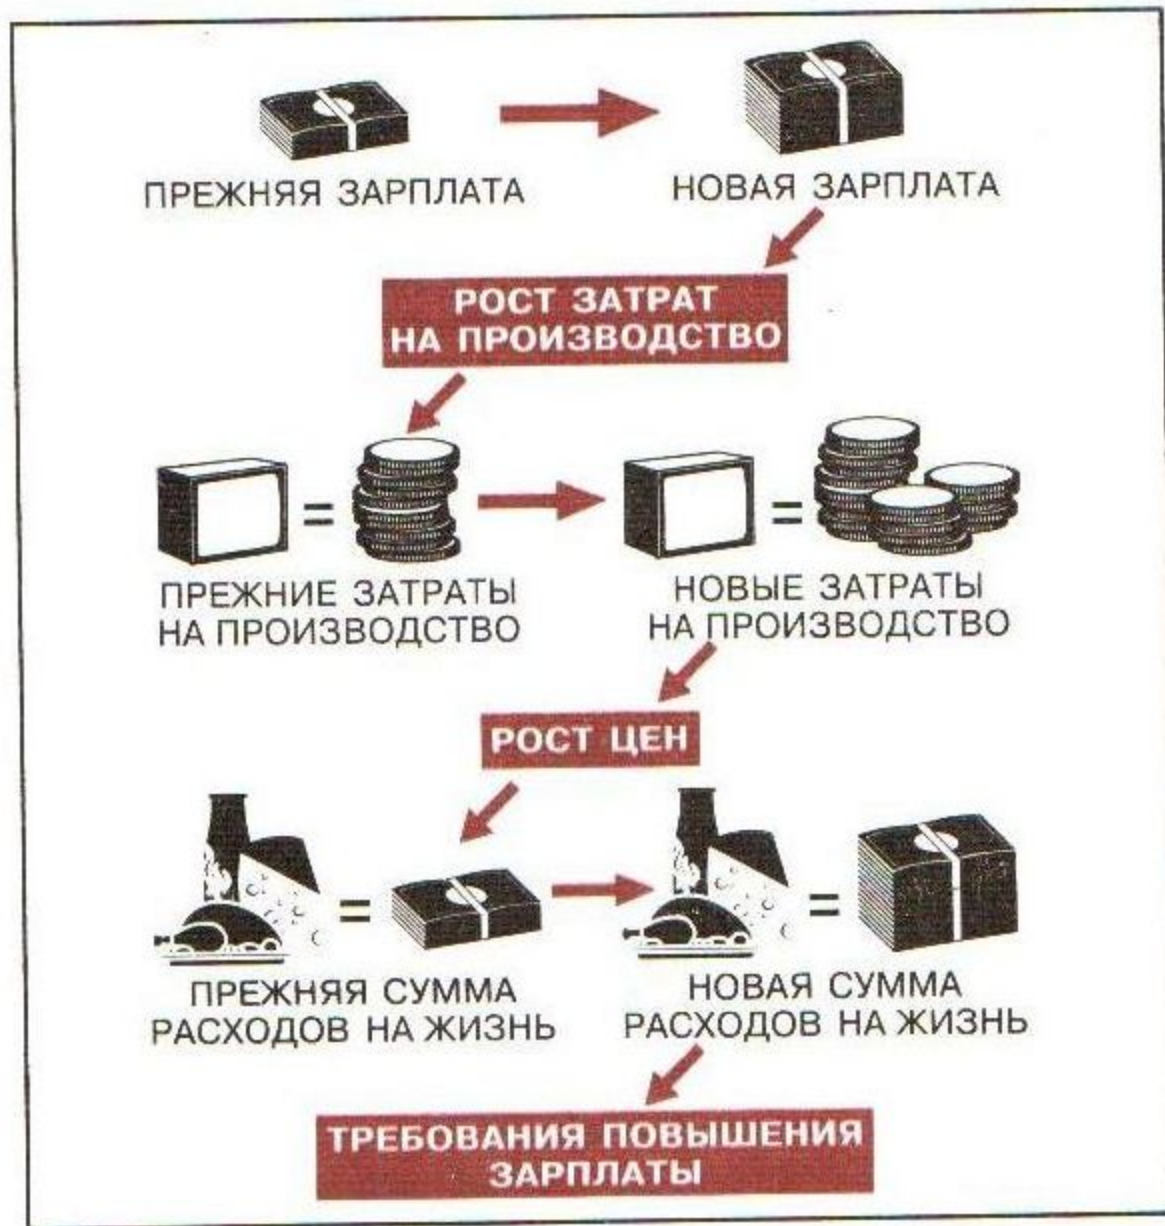 ПРЕЖНЯЯ ЗАРПЛАТА
НОВАЯ ЗАРПЛАТА
РОСТ ЗАТРАТ
НА ПРОИЗВОДСТВО
=
=
ПРЕЖНИЕ ЗАТРАТЫ
НА ПРОИЗВОДСТВО
НОВЫЕ ЗАТРАТЫ
НА ПРОИЗВОДСТВО
РОСТ ЦЕН
=
=
ПРЕЖНЯЯ СУММА
РАСХОДОВ НА ЖИЗНЬ
НОВАЯ СУММА
РАСХОДОВ НА ЖИЗНЬ
ТРЕБОВАНИЯ ПОВЫШЕНИЯ
ЗАРПЛАТЫ